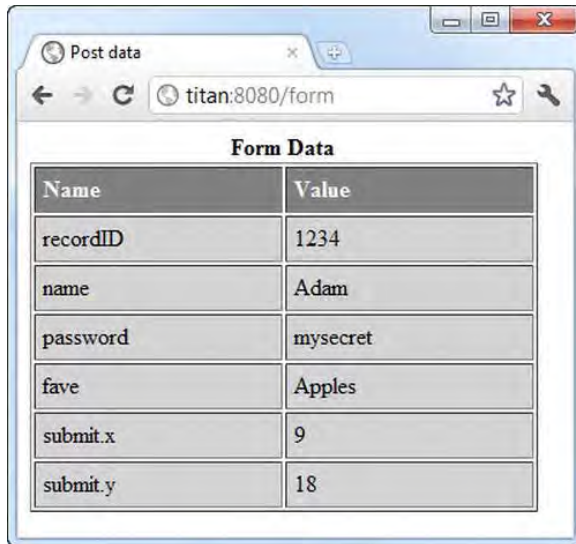 Post data
titan:8080/form
Form Data
Name Value
recordID 1234
name Adam
password mysecret
fave Apples
submit.x 9
submit.y 18